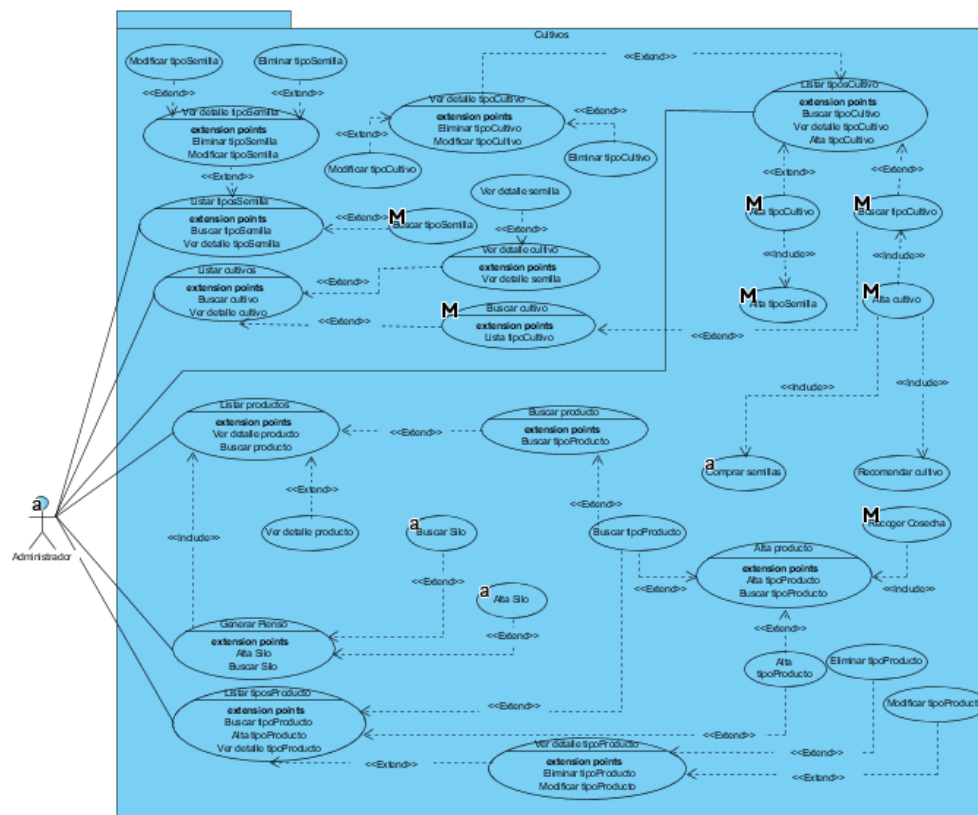 Cultivos
Modificar tipoSemilla
Eliminar tipoSemilla
<<Extend>>
<<Extend>>
<<Extend>>
Ver detalle tipoSemilla
extension points
Eliminar tipoSemilla
Modificar tipoSemilla
Ver detalle tipoCultivo
extension points
Eliminar tipoCultivo
Modificar tipoCultivo
Listar tiposCultivo
extension points
Buscar tipoCultivo
Ver detalle tipoCultivo
Alta tipoCultivo
<<Extend>>
<<Extend>>
Modificar tipoCultivo
Eliminar tipoCultivo
<<Extend>>
<<Extend>>
<<Extend>>
Ver detalle semilla
Listar tiposSemilla
extension points
Buscar tipoSemilla
Ver detalle tipoSemilla
<<Extend>>
M
Buscar tipoSemilla
<<Extend>>
M
Alta tipoCultivo
M
Buscar tipoCultivo
Ver detalle cultivo
extension points
Ver detalle semilla
<<Include>>
<<Include>>
Listar cultivos
extension points
Buscar cultivo
Ver detalle cultivo
<<Extend>>
M
Alta tipoSemilla
M
Alta cultivo
<<Extend>>
M
Buscar cultivo
extension points
Lista tipoCultivo
<<Extend>>
<<Include>>
<<Include>>
Listar productos
extension points
Ver detalle producto
Buscar producto
<<Extend>>
Buscar producto
extension points
Buscar tipoProducto
a
Comprar semillas
Recomendar cultivo
<<Extend>>
<<Extend>>
a
Administrador
<<Include>>
Ver detalle producto
a
Buscar Silo
Buscar tipoProducto
M
Recoger Cosecha
Alta producto
extension points
Alta tipoProducto
Buscar tipoProducto
<<Extend>>
<<Extend>>
<<Include>>
a
Alta Silo
Generar Pienso
extension points
Alta Silo
Buscar Silo
<<Extend>>
<<Extend>>
Alta
tipoProducto
Eliminar tipoProducto
Modificar tipoProducto
Listar tiposProducto
extension points
Buscar tipoProducto
Alta tipoProducto
Ver detalle tipoProducto
<<Extend>>
<<Extend>>
Ver detalle tipoProducto
extension points
Eliminar tipoProducto
Modificar tipoProducto
<<Extend>>
<<Extend>>
<<Extend>>